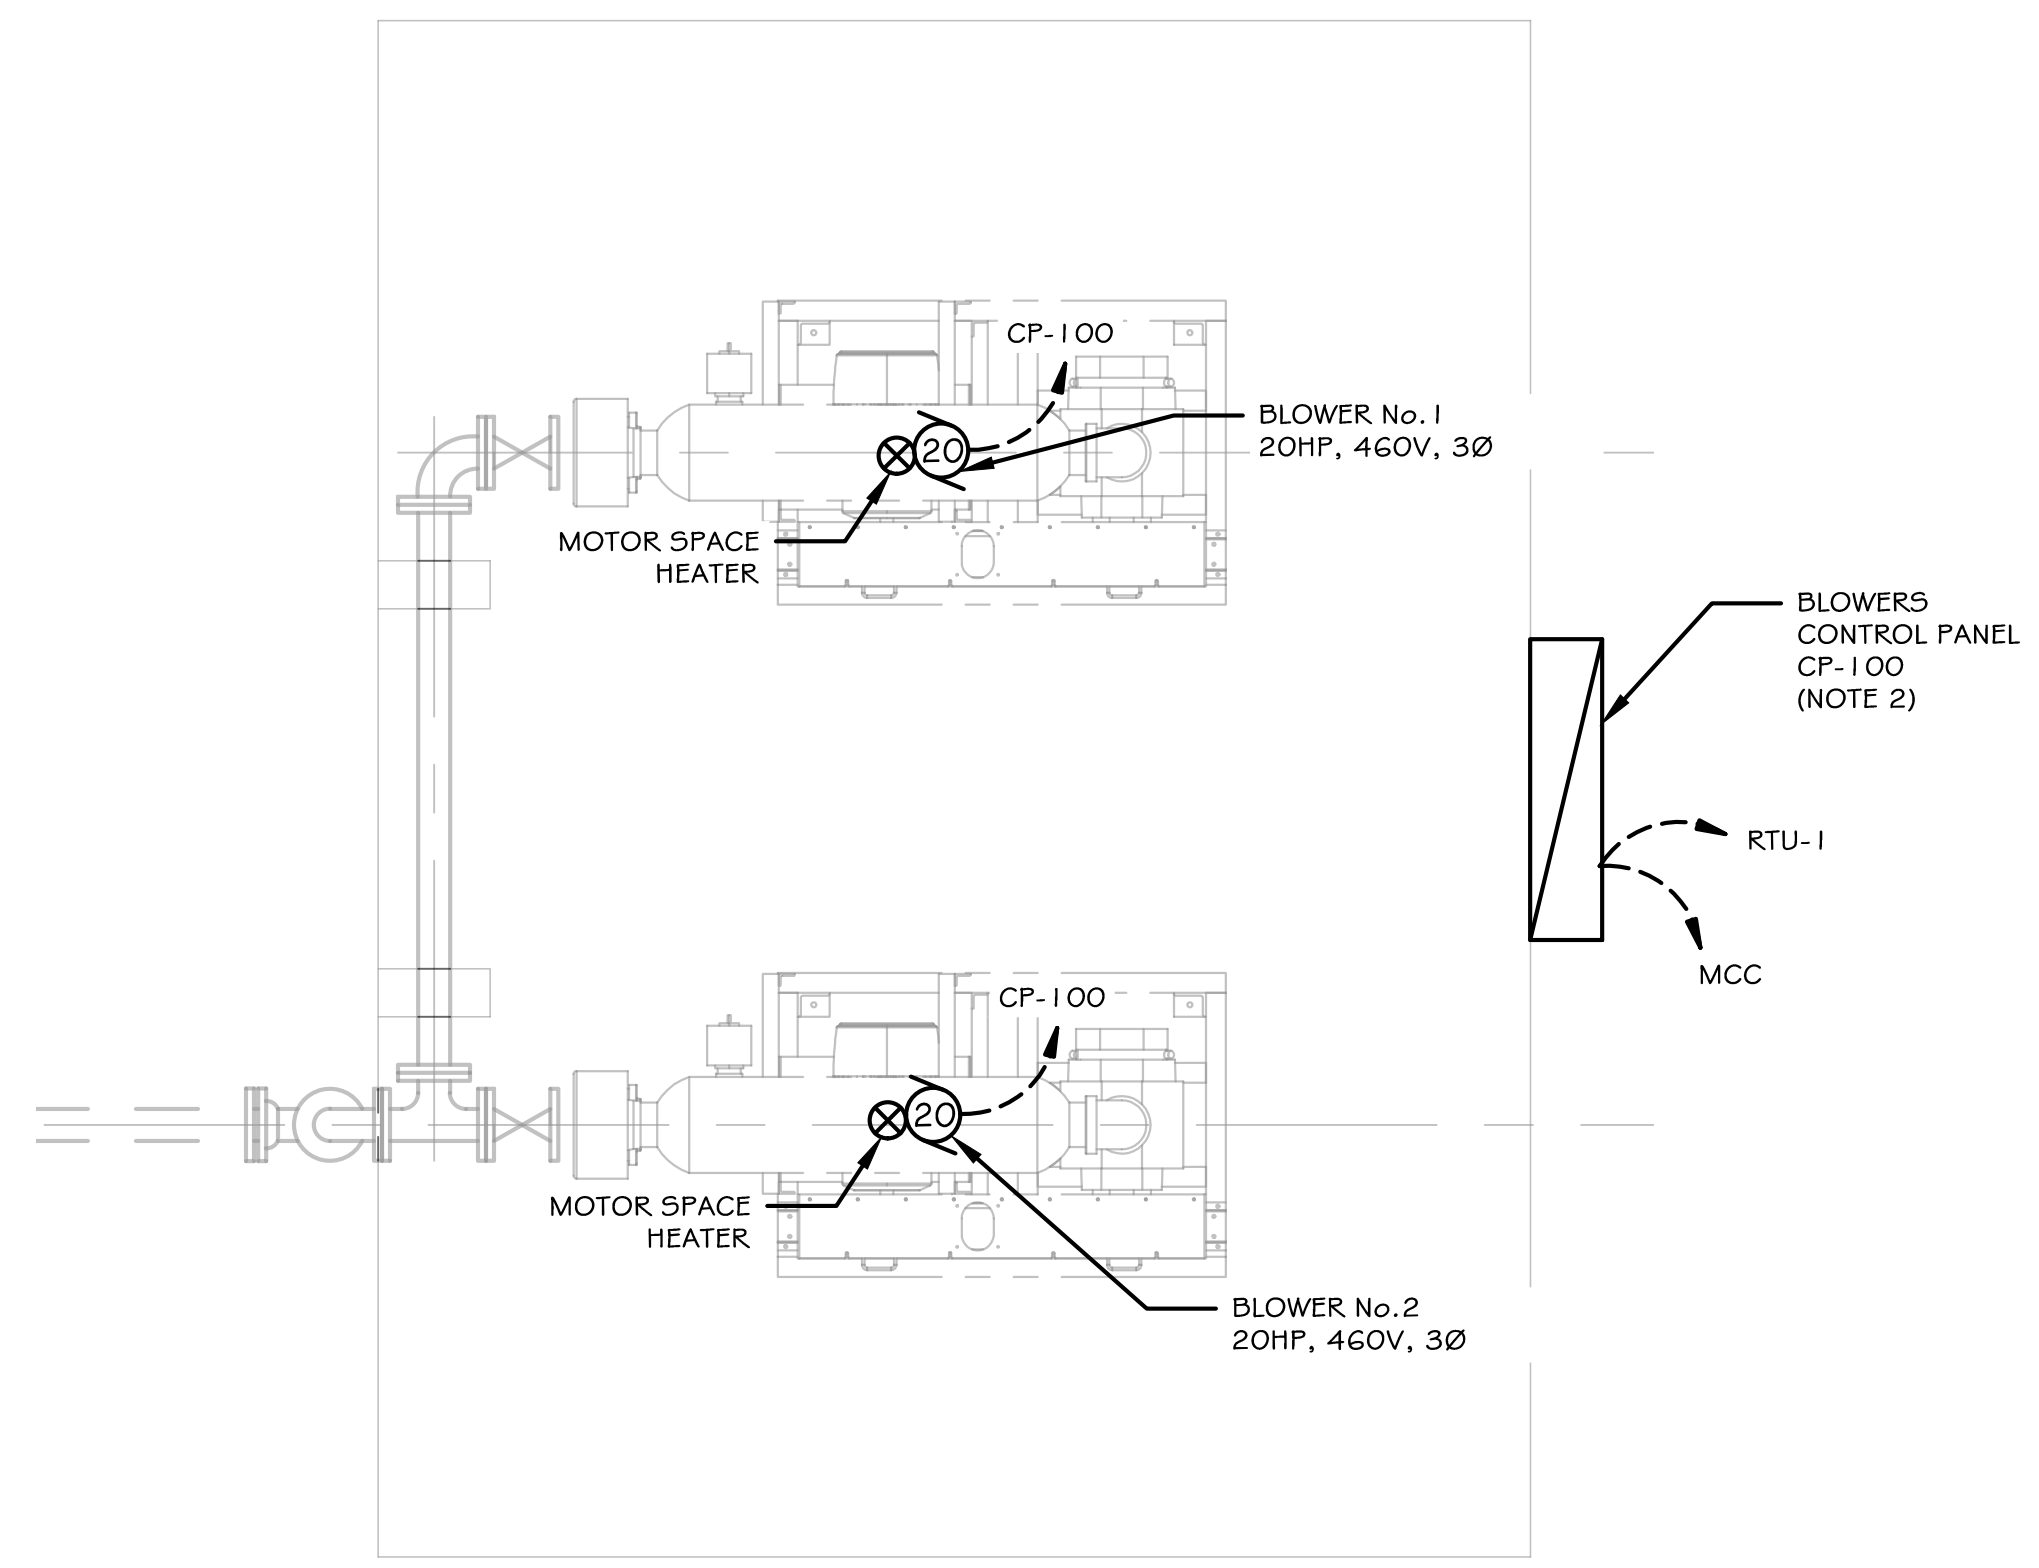 CP-100
BLOWER No.1
20HP, 460V, 3Ø
20
MOTOR SPACE
HEATER
BLOWERS
CONTROL PANEL
CP-100
(NOTE 2)
RTU-1
MCC
CP-100
20
MOTOR SPACE
HEATER
BLOWER No.2
20HP, 460V, 3Ø